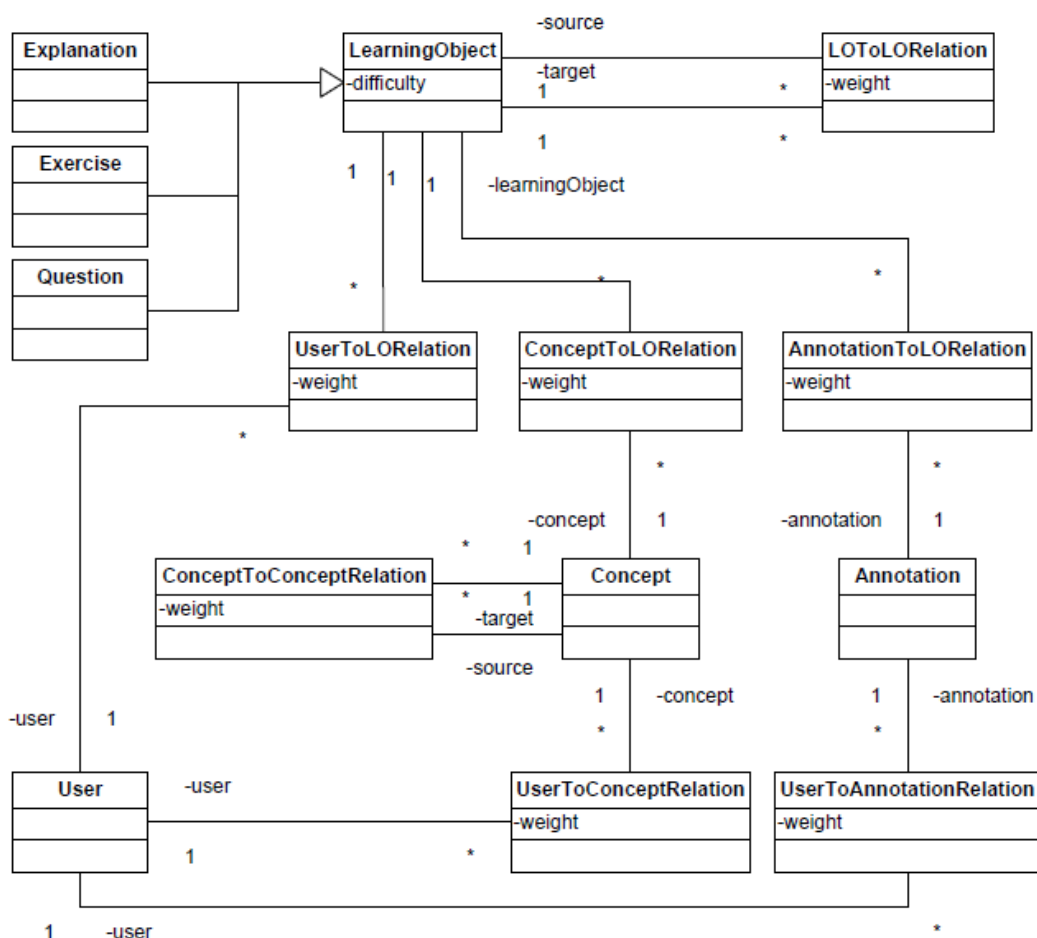 -source
Explanation
LearningObject
LOToLORelation
-target
-difficulty
-weight
1
*
1
*
Exercise
1
1
1
-learningObject
Question
*
*
*
UserToLORelation
ConceptToLORelation
AnnotationToLORelation
-weight
-weight
-weight
*
*
*
-concept
1
-annotation
1
*
1
ConceptToConceptRelation
Concept
Annotation
-weight
*
1
-target
-source
1
-concept
1
-annotation
-user
1
*
*
User
-user
UserToConceptRelation
UserToAnnotationRelation
-weight
-weight
1
*
1
-user
*